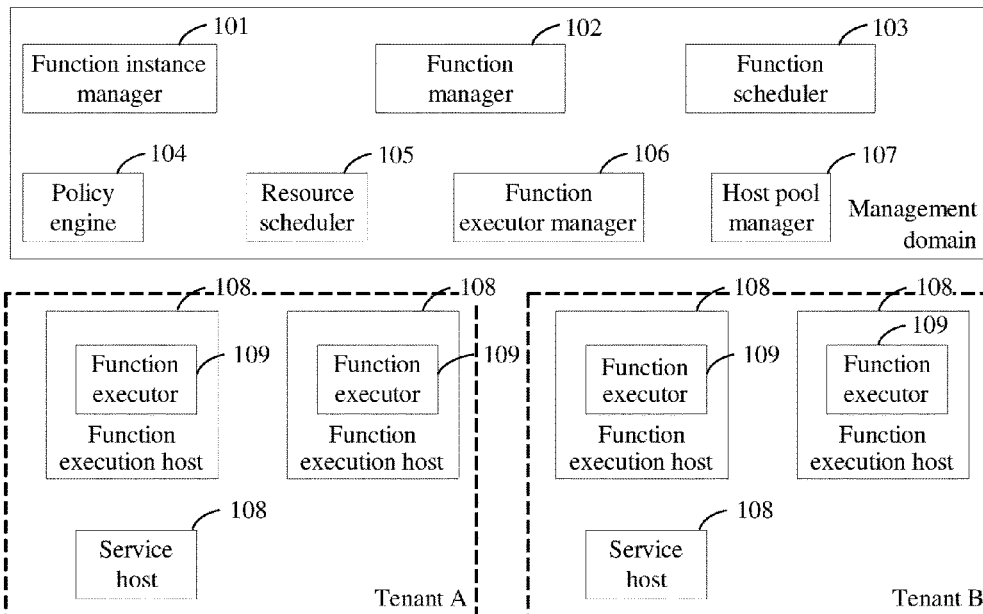 101
102
103
Function instance
manager
Function
manager
Function
scheduler
104
105
106
107
Policy
engine
Resource
scheduler
Function
executor manager
Host pool
manager
Management
domain
108
108
108
108
109
Function
executor
109
Function
executor
109
Function
executor
109
Function
executor
Function
execution host
Function
execution host
Function
execution host
Function
execution host
108
108
Service
host
Service
host
Tenant A
Tenant B